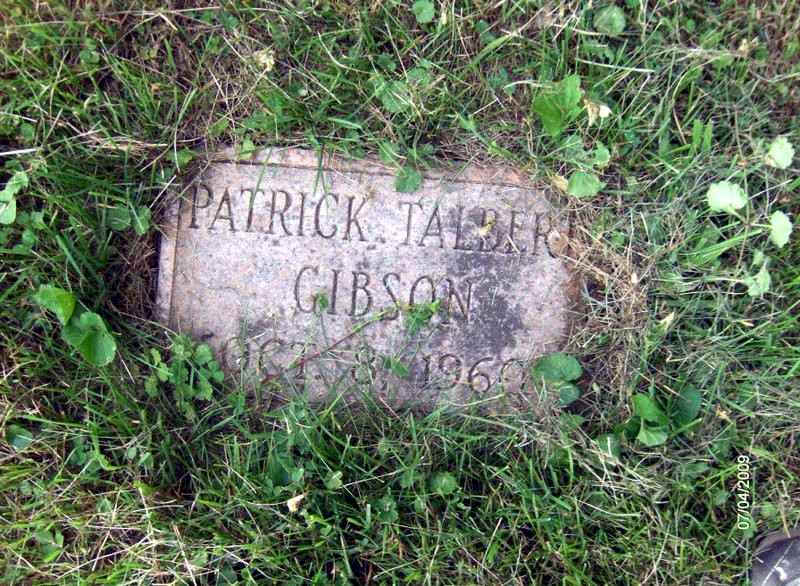 PATRICK TALBERT
GIBSON
OCT. 8, 1960
07/04/2009